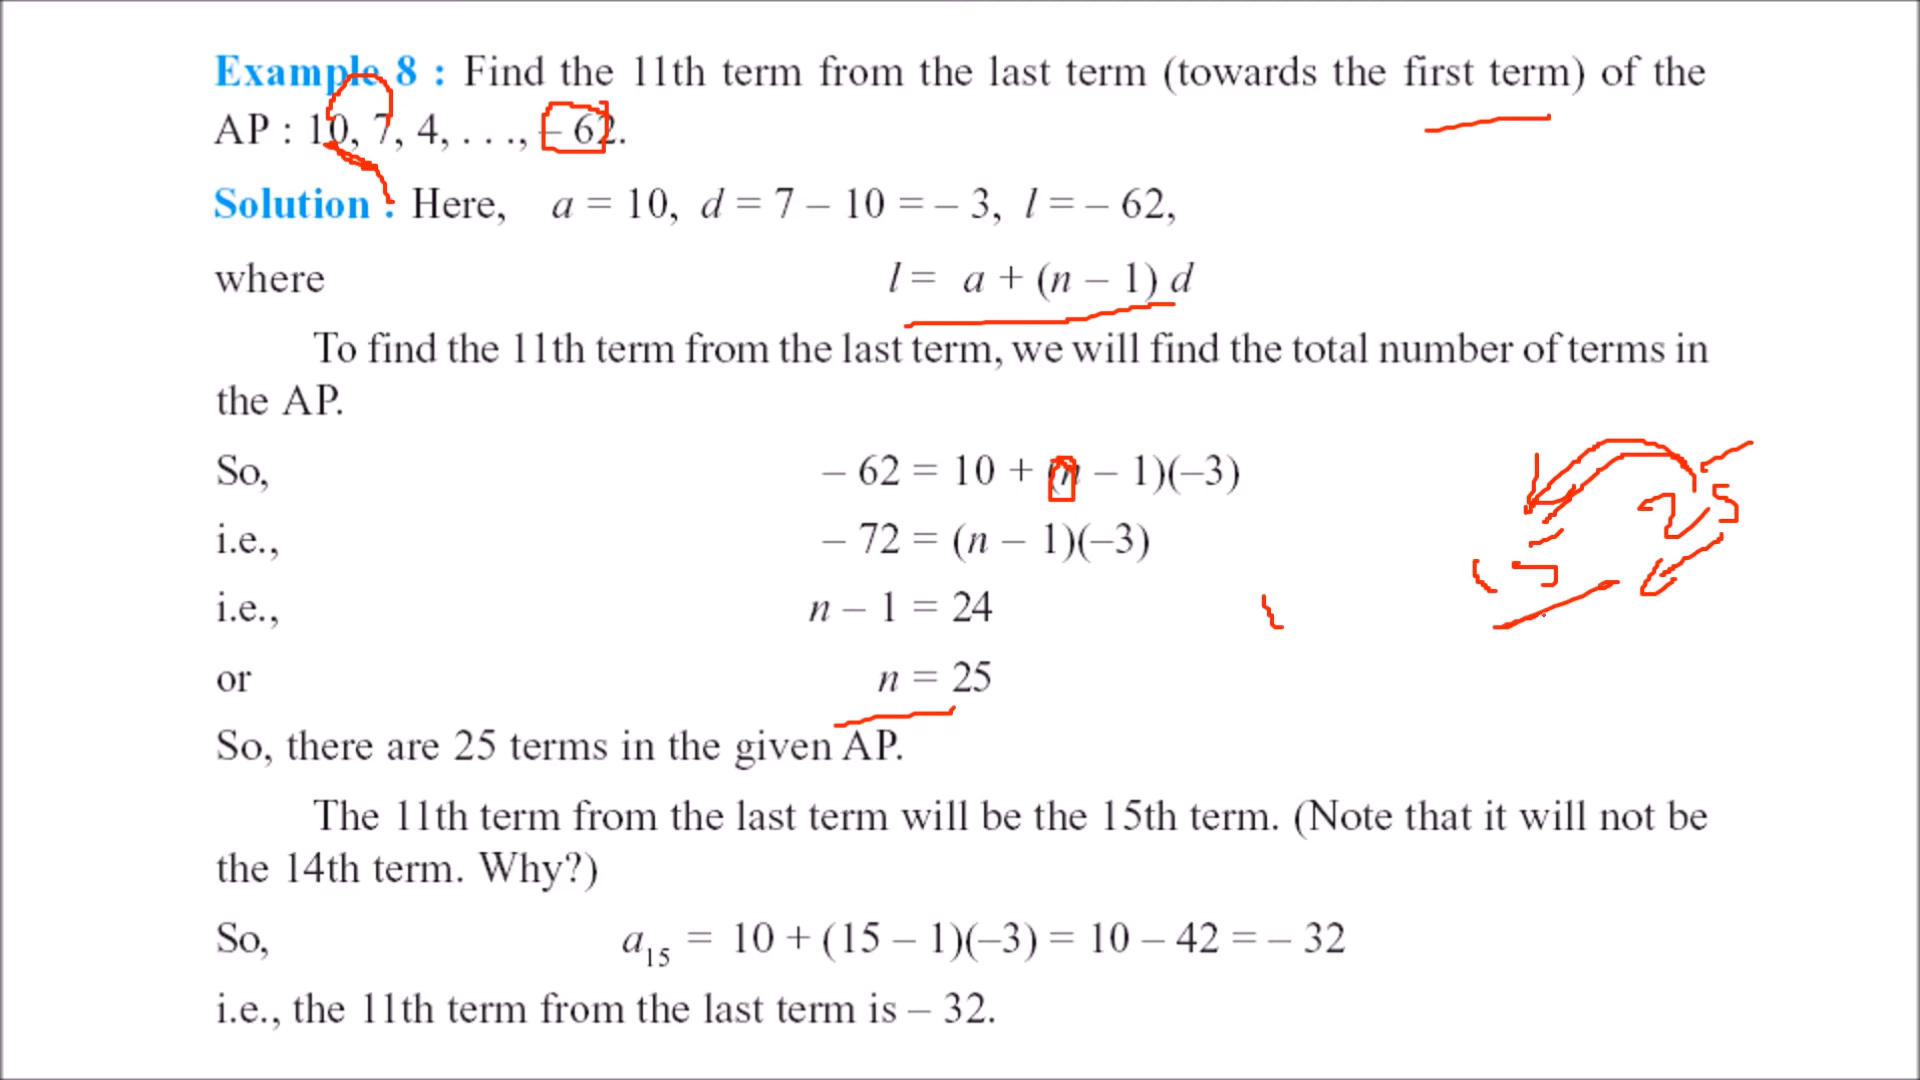 Example 8 : Find the 11th term from the last term (towards the first term) of the
AP : 10, 7, 4, . . ., – 62.
Solution : Here, a = 10, d = 7 – 10 = – 3, l = – 62,
where l = a + (n – 1) d
To find the 11th term from the last term, we will find the total number of terms in
the AP.
So, – 62 = 10 + (n – 1)(–3)
i.e., – 72 = (n – 1)(–3)
i.e., n – 1 = 24
or n = 25
25
So, there are 25 terms in the given AP.
The 11th term from the last term will be the 15th term. (Note that it will not be
the 14th term. Why?)
So, a15 = 10 + (15 – 1)(–3) = 10 – 42 = – 32
i.e., the 11th term from the last term is – 32.